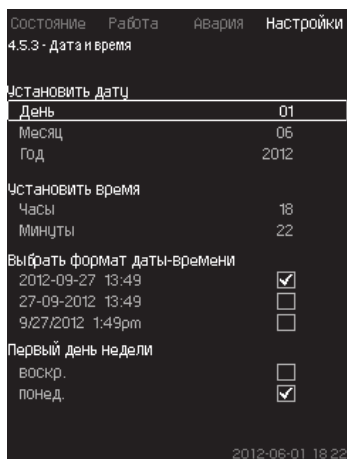 Состояние Работа Авария Настройки
4.5.3 - Дата и время
Установить дату
День 01
Месяц 06
Год 2012
Установить время
Часы 18
Минуты 22
Выбрать формат даты-времени
2012-09-27 13:49
27-09-2012 13:49
9/27/2012 1:49pm
Первый день недели
воскр.
понед.
2012-06-01 18:22